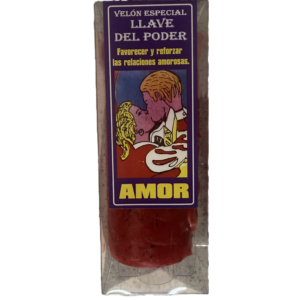 VELÓN ESPECIAL
LLAVE
DEL PODER
Favorecer y reforzar
las relaciones amorosas.
AMOR